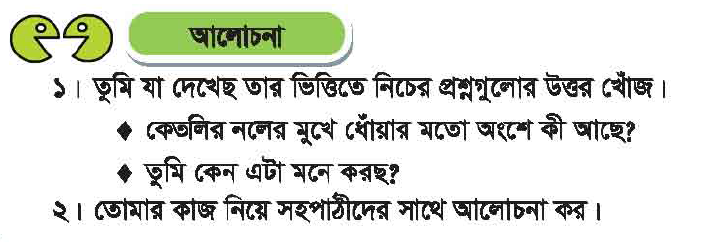 আলোচনা
১। তুমি যা দেখেছ তার ভিত্তিতে নিচের প্রশ্নগুলোর উত্তর খোঁজ।
♦ কেতলির নলের মুখে ধোঁয়ার মতো অংশে কী আছে?
♦ তুমি কেন এটা মনে করছ?
২। তোমার কাজ নিয়ে সহপাঠীদের সাথে আলোচনা কর।